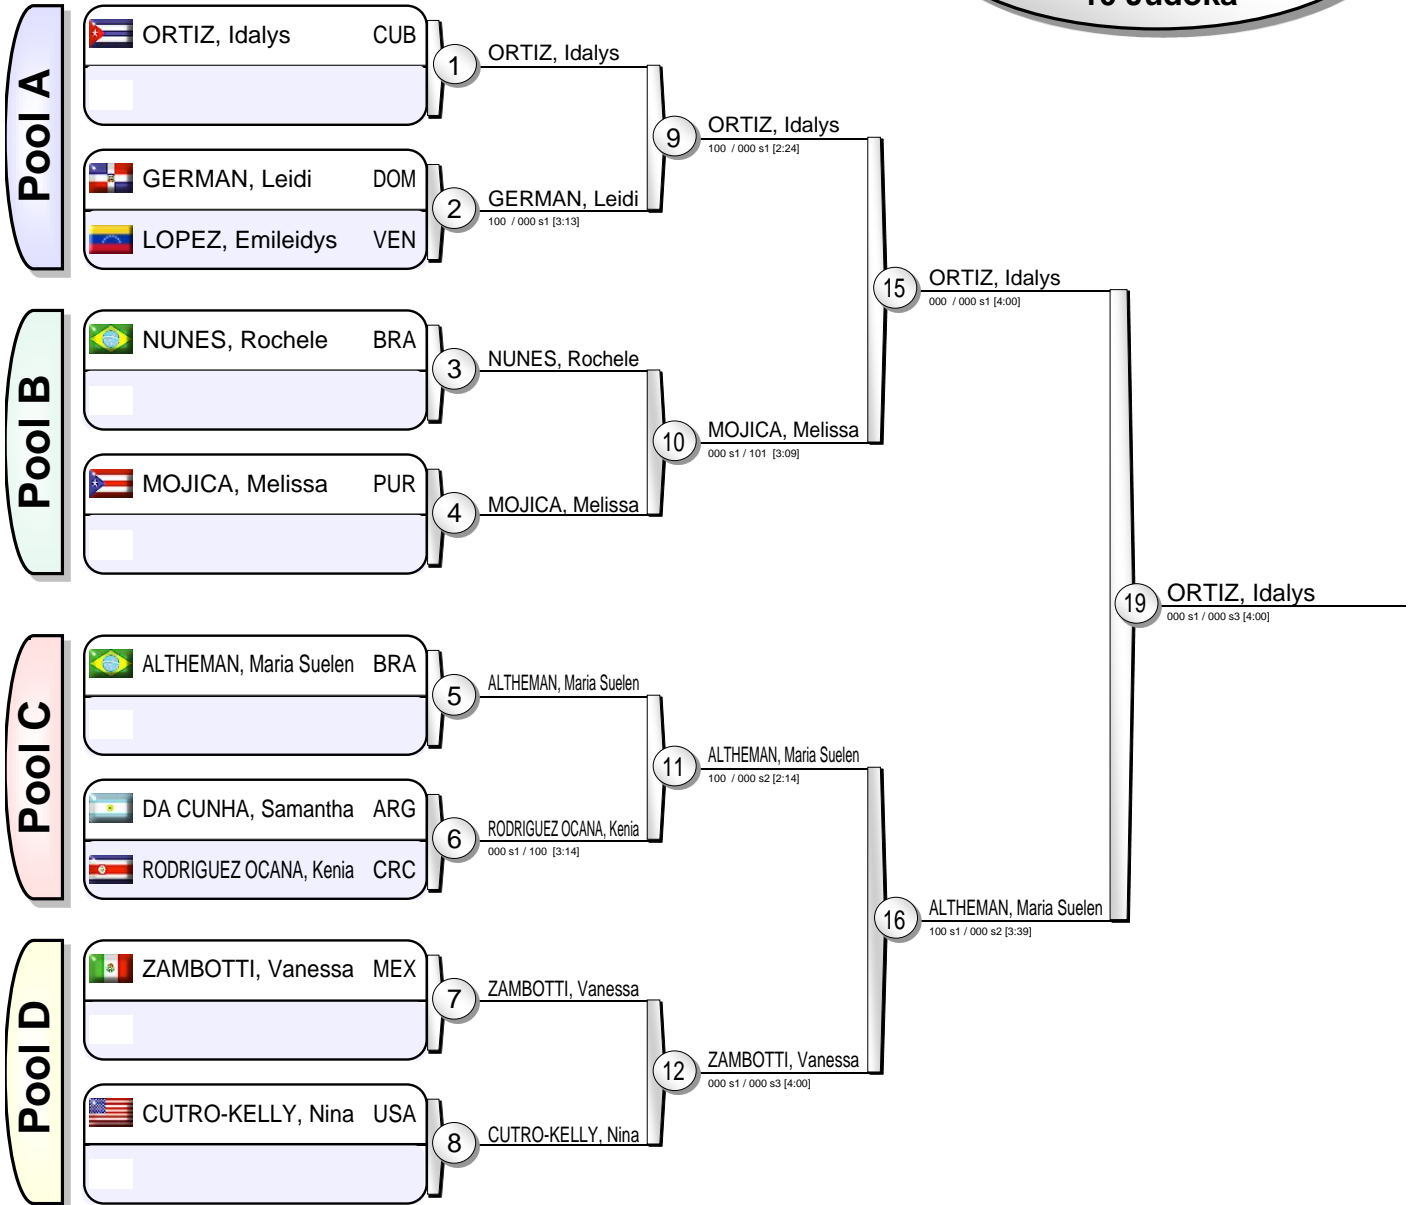 10 Judoka
Pool A
ORTIZ, Idalys CUB
1
ORTIZ, Idalys
GERMAN, Leidi DOM
2
GERMAN, Leidi
100 / 000 s1 [3:13]
LOPEZ, Emileidys VEN
9
ORTIZ, Idalys
100 / 000 s1 [2:24]
Pool B
NUNES, Rochele BRA
3
NUNES, Rochele
MOJICA, Melissa PUR
4
MOJICA, Melissa
10
MOJICA, Melissa
000 s1 / 101 [3:09]
15
ORTIZ, Idalys
000 / 000 s1 [4:00]
Pool C
ALTHEMAN, Maria Suelen BRA
5
ALTHEMAN, Maria Suelen
DA CUNHA, Samantha ARG
6
RODRIGUEZ OCANA, Kenia
000 s1 / 100 [3:14]
RODRIGUEZ OCANA, Kenia CRC
11
ALTHEMAN, Maria Suelen
100 / 000 s2 [2:14]
Pool D
ZAMBOTTI, Vanessa MEX
7
ZAMBOTTI, Vanessa
CUTRO-KELLY, Nina USA
8
CUTRO-KELLY, Nina
12
ZAMBOTTI, Vanessa
000 s1 / 000 s3 [4:00]
16
ALTHEMAN, Maria Suelen
100 s1 / 000 s2 [3:39]
19
ORTIZ, Idalys
000 s1 / 000 s3 [4:00]